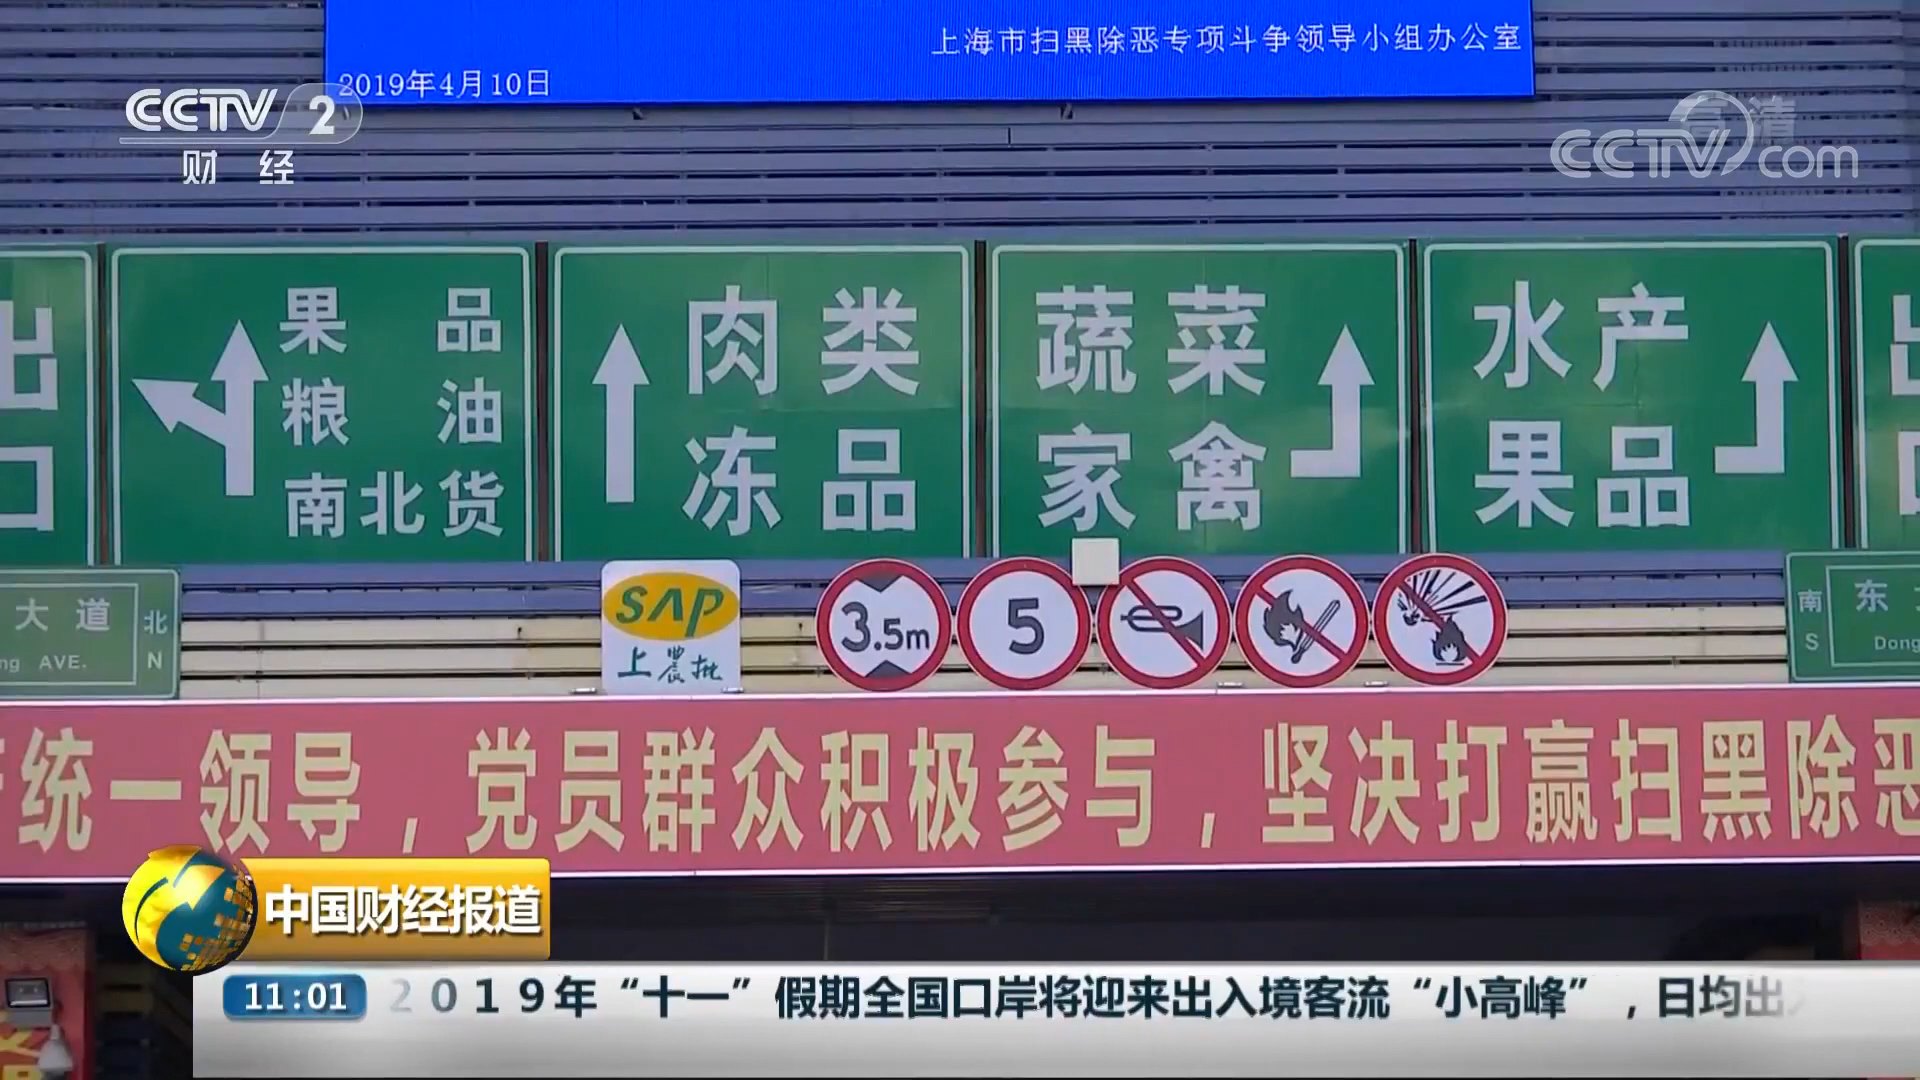 上海市扫黑除恶专项斗争领导小组办公室
2019年4月10日
CCTV 2
财 经
高清
CCTV com
出口
果 品
粮 油
南北货
肉 类
冻 品
蔬 菜
家 禽
水 产
果 品
大 道
ng AVE.
北
N
SAP
上農批
3.5m
5
南
S
东
Dong
统一领导，党员群众积极参与，坚决打赢扫黑除恶
中国财经报道
11:01
2019年“十一”假期全国口岸将迎来出入境客流“小高峰”，日均出